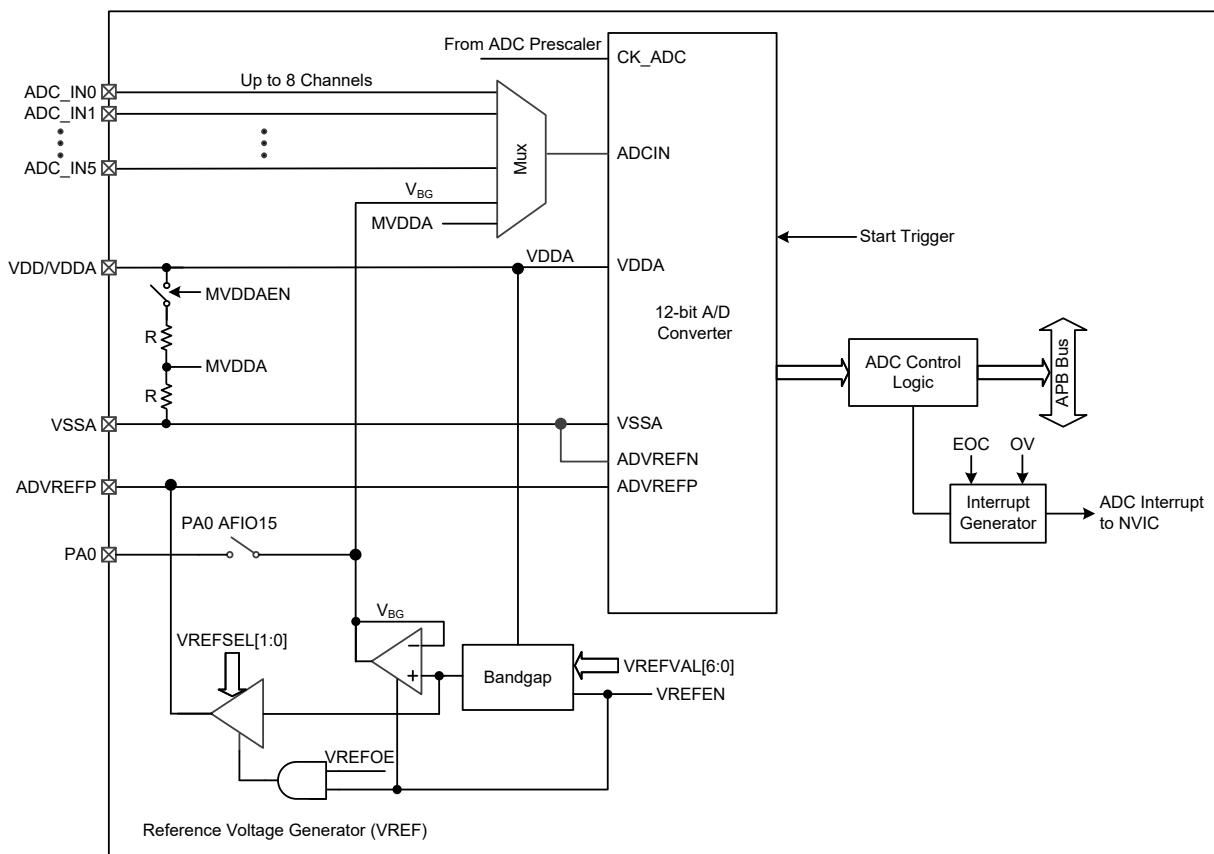 From ADC Prescaler
CK_ADC
Up to 8 Channels
ADC_IN0
ADC_IN1
ADC_IN5
Mux
ADCIN
VBG
MVDDA
Start Trigger
VDD/VDDA
VDDA
VDDA
MVDDAEN
R
MVDDA
R
12-bit A/D
Converter
ADC Control
Logic
APB Bus
VSSA
VSSA
ADVREFN
ADVREFP
ADVREFP
EOC
OV
Interrupt
Generator
ADC Interrupt
to NVIC
PA0 AFIO15
PA0
VBG
VREFSEL[1:0]
−
+
Bandgap
VREFVAL[6:0]
VREFEN
VREFOE
Reference Voltage Generator (VREF)